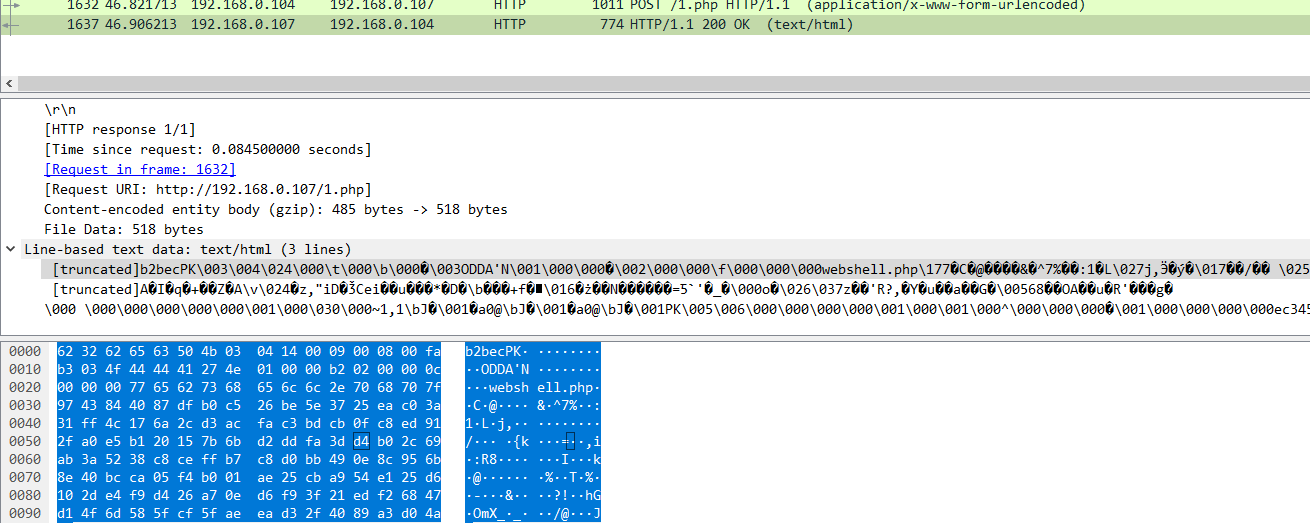 1632 46.821713 192.168.0.104 192.168.0.107 HTTP 1011 POST /1.php HTTP/1.1 (application/x-www-form-urlencoded)
1637 46.906213 192.168.0.107 192.168.0.104 HTTP 774 HTTP/1.1 200 OK (text/html)
\r\n
[HTTP response 1/1]
[Time since request: 0.084500000 seconds]
[Request in frame: 1632]
[Request URI: http://192.168.0.107/1.php]
Content-encoded entity body (gzip): 485 bytes -> 518 bytes
File Data: 518 bytes
Line-based text data: text/html (3 lines)
[truncated]b2becPK\003\004\024\000\t\000\b\000�\003ODDA'N\001\000\000�\002\000\000\f\000\000\000webshell.php\177�C�@����&�^7%��:1�L\027j,Ӭ�ý�\017��/�� \025
[truncated]A�I�q�+��Z�A\v\024�z,"iD�ǮCei��u���*�D�\b���+f�■\016�ż��N������=5`'�_�\000o�\026\037z��'R?,�Y�u��a��G�\00568��OA��u�R'���g�
\000 \000\000\000\000\000\000\001\000\030\000~1,1\bJ�\001�a0@\bJ�\001�a0@\bJ�\001PK\005\006\000\000\000\000\001\000\001\000^\000\000\000�\001\000\000\000\000ec345
0000 62 32 62 65 63 50 4b 03 04 14 00 09 00 08 00 fa b2becPK· ········
0010 b3 03 4f 44 44 41 27 4e 01 00 00 b2 02 00 00 0c ··ODDA'N ········
0020 00 00 00 77 65 62 73 68 65 6c 6c 2e 70 68 70 7f ···websh ell.php·
0030 97 43 84 40 87 df b0 c5 26 be 5e 37 25 ea c0 3a ·C·@···· &·^7%··:
0040 31 ff 4c 17 6a 2c d3 ac fa c3 bd cb 0f c8 ed 91 1·L·j,·· ········
0050 2f a0 e5 b1 20 15 7b 6b d2 dd fa 3d d4 b0 2c 69 /··· ·{k ···=··,i
0060 ab 3a 52 38 c8 ce ff b7 c8 d0 bb 49 0e 8c 95 6b ·:R8···· ···I···k
0070 8e 40 bc ca 05 f4 b0 01 ae 25 cb a9 54 e1 25 d6 ·@······ ·%··T·%·
0080 10 2d e4 f9 d4 26 a7 0e d6 f9 3f 21 ed f2 68 47 ·-···&·· ··?!··hG
0090 d1 4f 6d 58 5f cf 5f ae ea d3 2f 40 89 a3 d0 4a ·OmX_·_· ··/@···J